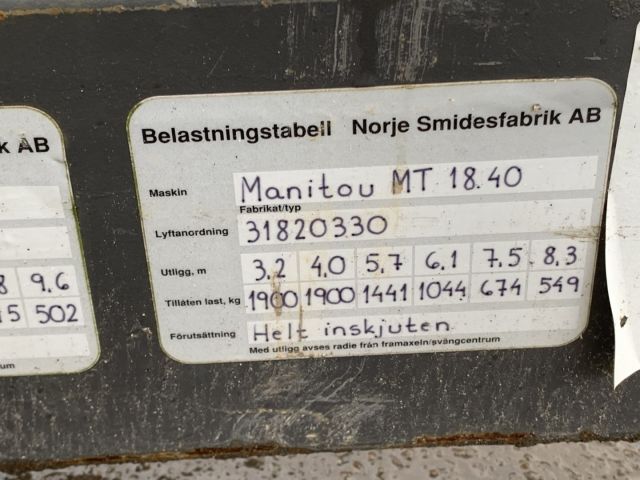 k AB
8 9.6
15 502
um
Belastningstabell Norje Smidesfabrik AB
Maskin Manitou MT 18.40
Fabrikat/typ
Lyftanordning 31820330
Utligg, m 3,2 4,0 5,7 6,1 7,5 8.3
Tillåten last, kg 1900 1900 1441 1044 674 549
Förutsättning Helt inskjuten
Med utligg avses radie från framaxeln/svängcentrum